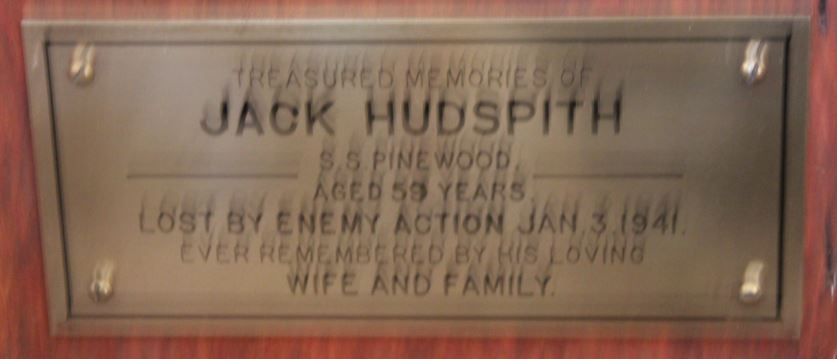 TREASURED MEMORIES OF
JACK HUDSPITH
S.S. PINEWOOD.
AGED 59 YEARS.
LOST BY ENEMY ACTION JAN. 3. 1941.
EVER REMEMBERED BY HIS LOVING
WIFE AND FAMILY.